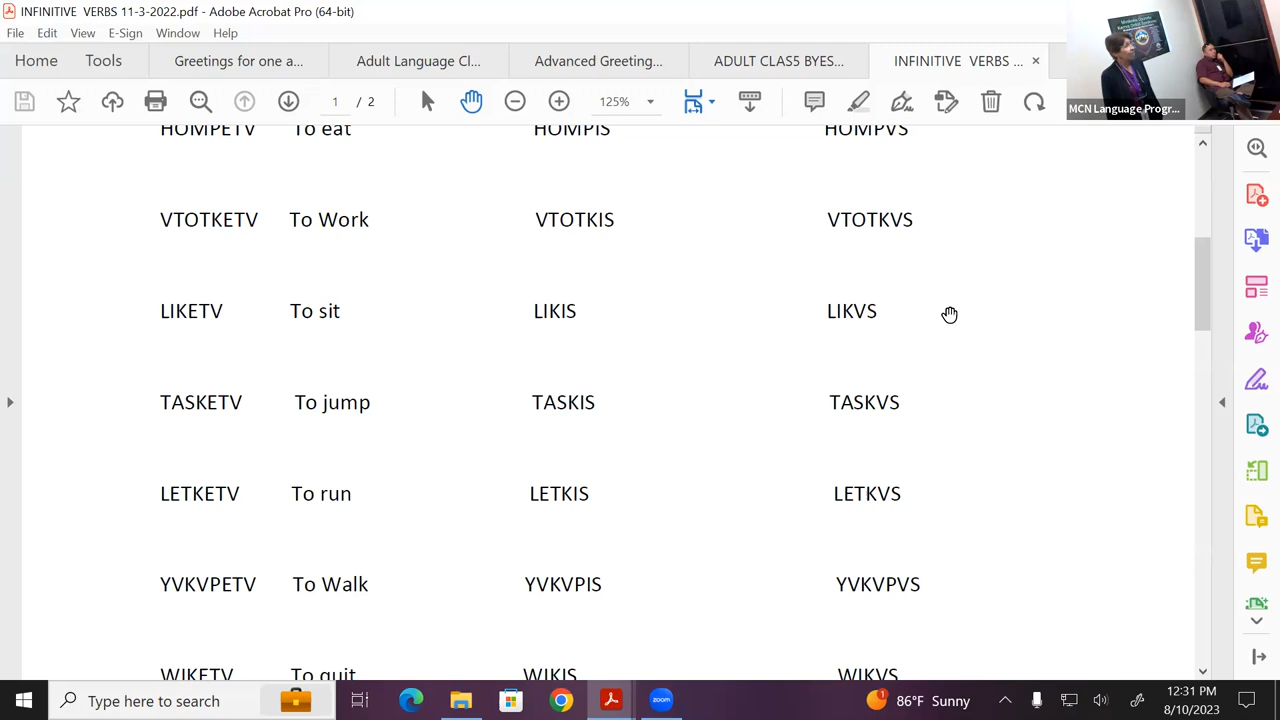 INFINITIVE VERBS 11-3-2022.pdf - Adobe Acrobat Pro (64-bit)
File Edit View E-Sign Window Help
Home Tools Greetings for one a... Adult Language Cl... Advanced Greeting... ADULT CLAS5 BYES... INFINITIVE VERBS ... ×
1 / 2 125%
MCN Language Progr...
HOMPETV To eat HOMPIS HOMPVS
VTOTKETV To Work VTOTKIS VTOTKVS
LIKETV To sit LIKIS LIKVS
TASKETV To jump TASKIS TASKVS
LETKETV To run LETKIS LETKVS
YVKVPETV To Walk YVKVPIS YVKVPVS
WIKETV To quit WIKIS WIKVS
Type here to search zoom 1 86°F Sunny 12:31 PM
8/10/2023